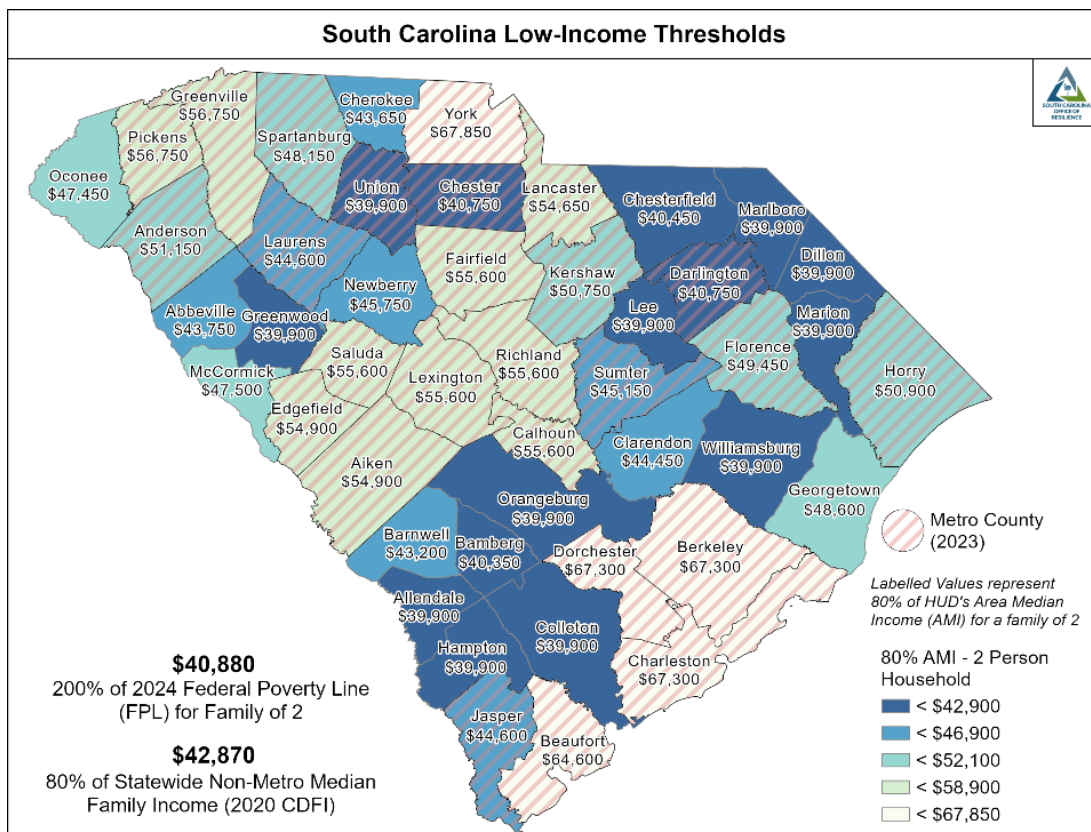 South Carolina Low-Income Thresholds
SOUTH CAROLINA
OFFICE OF
RESILIENCE
Greenville
$56,750
Cherokee
$43,650
York
$67,850
Pickens
$56,750
Spartanburg
$48,150
Oconee
$47,450
Union
$39,900
Chester
$40,750
Lancaster
$54,650
Chesterfield
$40,450
Marlboro
$39,900
Anderson
$51,150
Laurens
$44,600
Fairfield
$55,600
Kershaw
$50,750
Darlington
$40,750
Dillon
$39,900
Abbeville
$43,750
Greenwood
$39,900
Newberry
$45,750
Lee
$39,900
Marion
$39,900
Florence
$49,450
Horry
$50,900
McCormick
$47,500
Saluda
$55,600
Lexington
$55,600
Richland
$55,600
Sumter
$45,150
Edgefield
$54,900
Calhoun
$55,600
Clarendon
$44,450
Williamsburg
$39,900
Aiken
$54,900
Orangeburg
$39,900
Georgetown
$48,600
Barnwell
$43,200
Bamberg
$40,350
Dorchester
$67,300
Berkeley
$67,300
Allendale
$39,900
Hampton
$39,900
Colleton
$39,900
Charleston
$67,300
Jasper
$44,600
Beaufort
$64,600
$40,880
200% of 2024 Federal Poverty Line
(FPL) for Family of 2
$42,870
80% of Statewide Non-Metro Median
Family Income (2020 CDFI)
Metro County
(2023)
Labelled Values represent
80% of HUD's Area Median
Income (AMI) for a family of 2
80% AMI - 2 Person
Household
< $42,900
< $46,900
< $52,100
< $58,900
< $67,850